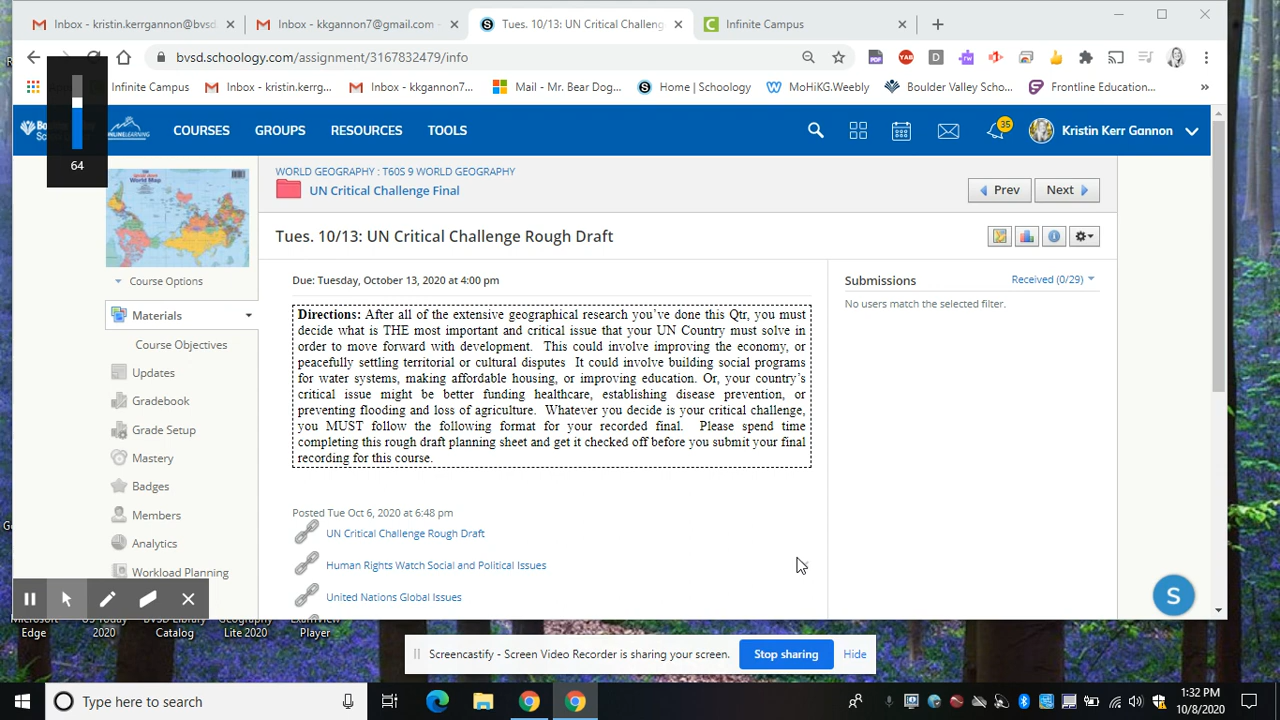 Inbox - kristin.kerrgannon@bvsd.
Inbox - kkgannon7@gmail.com
Tues. 10/13: UN Critical Challeng
Infinite Campus
bvsd.schoology.com/assignment/3167832479/info
Infinite Campus
Inbox - kristin.kerrg...
Inbox - kkgannon7...
Mail - Mr. Bear Dog...
Home | Schoology
MoHiKG.Weebly
Boulder Valley Scho...
Frontline Education...
»
64
ONLINE LEARNING
COURSES
GROUPS
RESOURCES
TOOLS
35
Kristin Kerr Gannon
WORLD GEOGRAPHY : T60S 9 WORLD GEOGRAPHY
UN Critical Challenge Final
Prev
Next
Tues. 10/13: UN Critical Challenge Rough Draft
Course Options
Materials
Course Objectives
Updates
Gradebook
Grade Setup
Mastery
Badges
Members
Analytics
Workload Planning
Due: Tuesday, October 13, 2020 at 4:00 pm
Directions: After all of the extensive geographical research you've done this Qtr, you must
decide what is THE most important and critical issue that your UN Country must solve in
order to move forward with development. This could involve improving the economy, or
peacefully settling territorial or cultural disputes It could involve building social programs
for water systems, making affordable housing, or improving education. Or, your country's
critical issue might be better funding healthcare, establishing disease prevention, or
preventing flooding and loss of agriculture. Whatever you decide is your critical challenge,
you MUST follow the following format for your recorded final. Please spend time
completing this rough draft planning sheet and get it checked off before you submit your final
recording for this course.
Posted Tue Oct 6, 2020 at 6:48 pm
UN Critical Challenge Rough Draft
Human Rights Watch Social and Political Issues
United Nations Global Issues
Submissions
Received (0/29)
No users match the selected filter.
S
Microsoft
Edge
US Today
2020
BVSD Library
Catalog
Geography
Lite 2020
ExamView
Player
Screencastify - Screen Video Recorder is sharing your screen.
Stop sharing
Hide
Type here to search
1:32 PM
10/8/2020